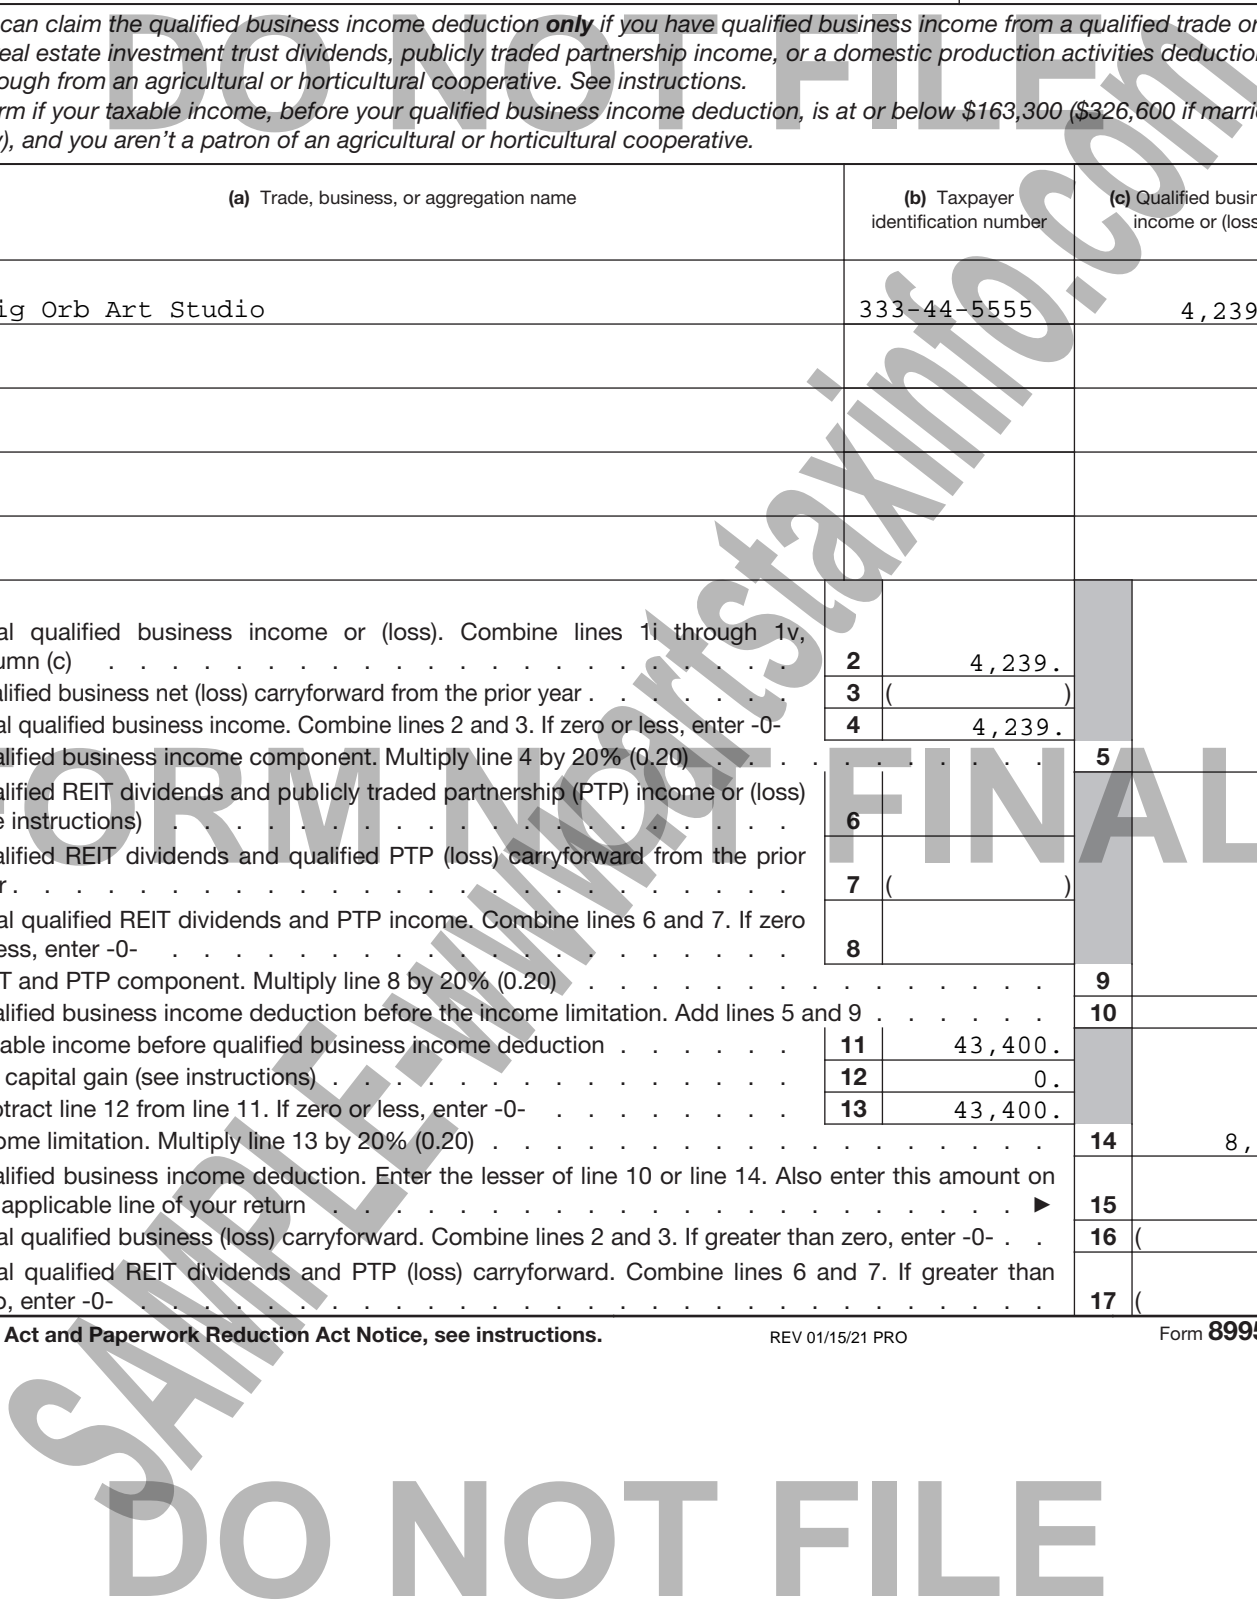 can claim the qualified business income deduction only if you have qualified business income from a qualified trade or
eal estate investment trust dividends, publicly traded partnership income, or a domestic production activities deductio
ough from an agricultural or horticultural cooperative. See instructions.
rm if your taxable income, before your qualified business income deduction, is at or below $163,300 ($326,600 if marri
), and you aren't a patron of an agricultural or horticultural cooperative.
(a) Trade, business, or aggregation name
(b) Taxpayer
identification number
(c) Qualified busin
income or (loss
ig Orb Art Studio 333-44-5555 4,239
al qualified business income or (loss). Combine lines 1i through 1v,
umn (c) . . . . . . . . . . . . . . . . . . . . . . 2 4,239.
alified business net (loss) carryforward from the prior year . . . . . . . 3 ( )
al qualified business income. Combine lines 2 and 3. If zero or less, enter -0- 4 4,239.
alified business income component. Multiply line 4 by 20% (0.20) . . . . . . . . . . . 5
alified REIT dividends and publicly traded partnership (PTP) income or (loss)
e instructions) . . . . . . . . . . . . . . . . . . . . 6
alified REIT dividends and qualified PTP (loss) carryforward from the prior
r . . . . . . . . . . . . . . . . . . . . . . . . . 7 ( )
al qualified REIT dividends and PTP income. Combine lines 6 and 7. If zero
ess, enter -0- . . . . . . . . . . . . . . . . . . . . 8
T and PTP component. Multiply line 8 by 20% (0.20) . . . . . . . . . . . . . . . 9
alified business income deduction before the income limitation. Add lines 5 and 9 . . . . . . 10
able income before qualified business income deduction . . . . . . 11 43,400.
capital gain (see instructions) . . . . . . . . . . . . . . . 12 0.
btract line 12 from line 11. If zero or less, enter -0- . . . . . . . . 13 43,400.
ome limitation. Multiply line 13 by 20% (0.20) . . . . . . . . . . . . . . . . . . 14 8,
alified business income deduction. Enter the lesser of line 10 or line 14. Also enter this amount on
applicable line of your return . . . . . . . . . . . . . . . . . . . . . . . ▶ 15
al qualified business (loss) carryforward. Combine lines 2 and 3. If greater than zero, enter -0- . . 16 (
al qualified REIT dividends and PTP (loss) carryforward. Combine lines 6 and 7. If greater than
o, enter -0- . . . . . . . . . . . . . . . . . . . . . . . . . . . . . 17 (
Act and Paperwork Reduction Act Notice, see instructions. REV 01/15/21 PRO Form 8995
DO NOT FILE
ORM NOT FINAL
DO NOT FILE
SAMPLE-www.artstaxinfo.com